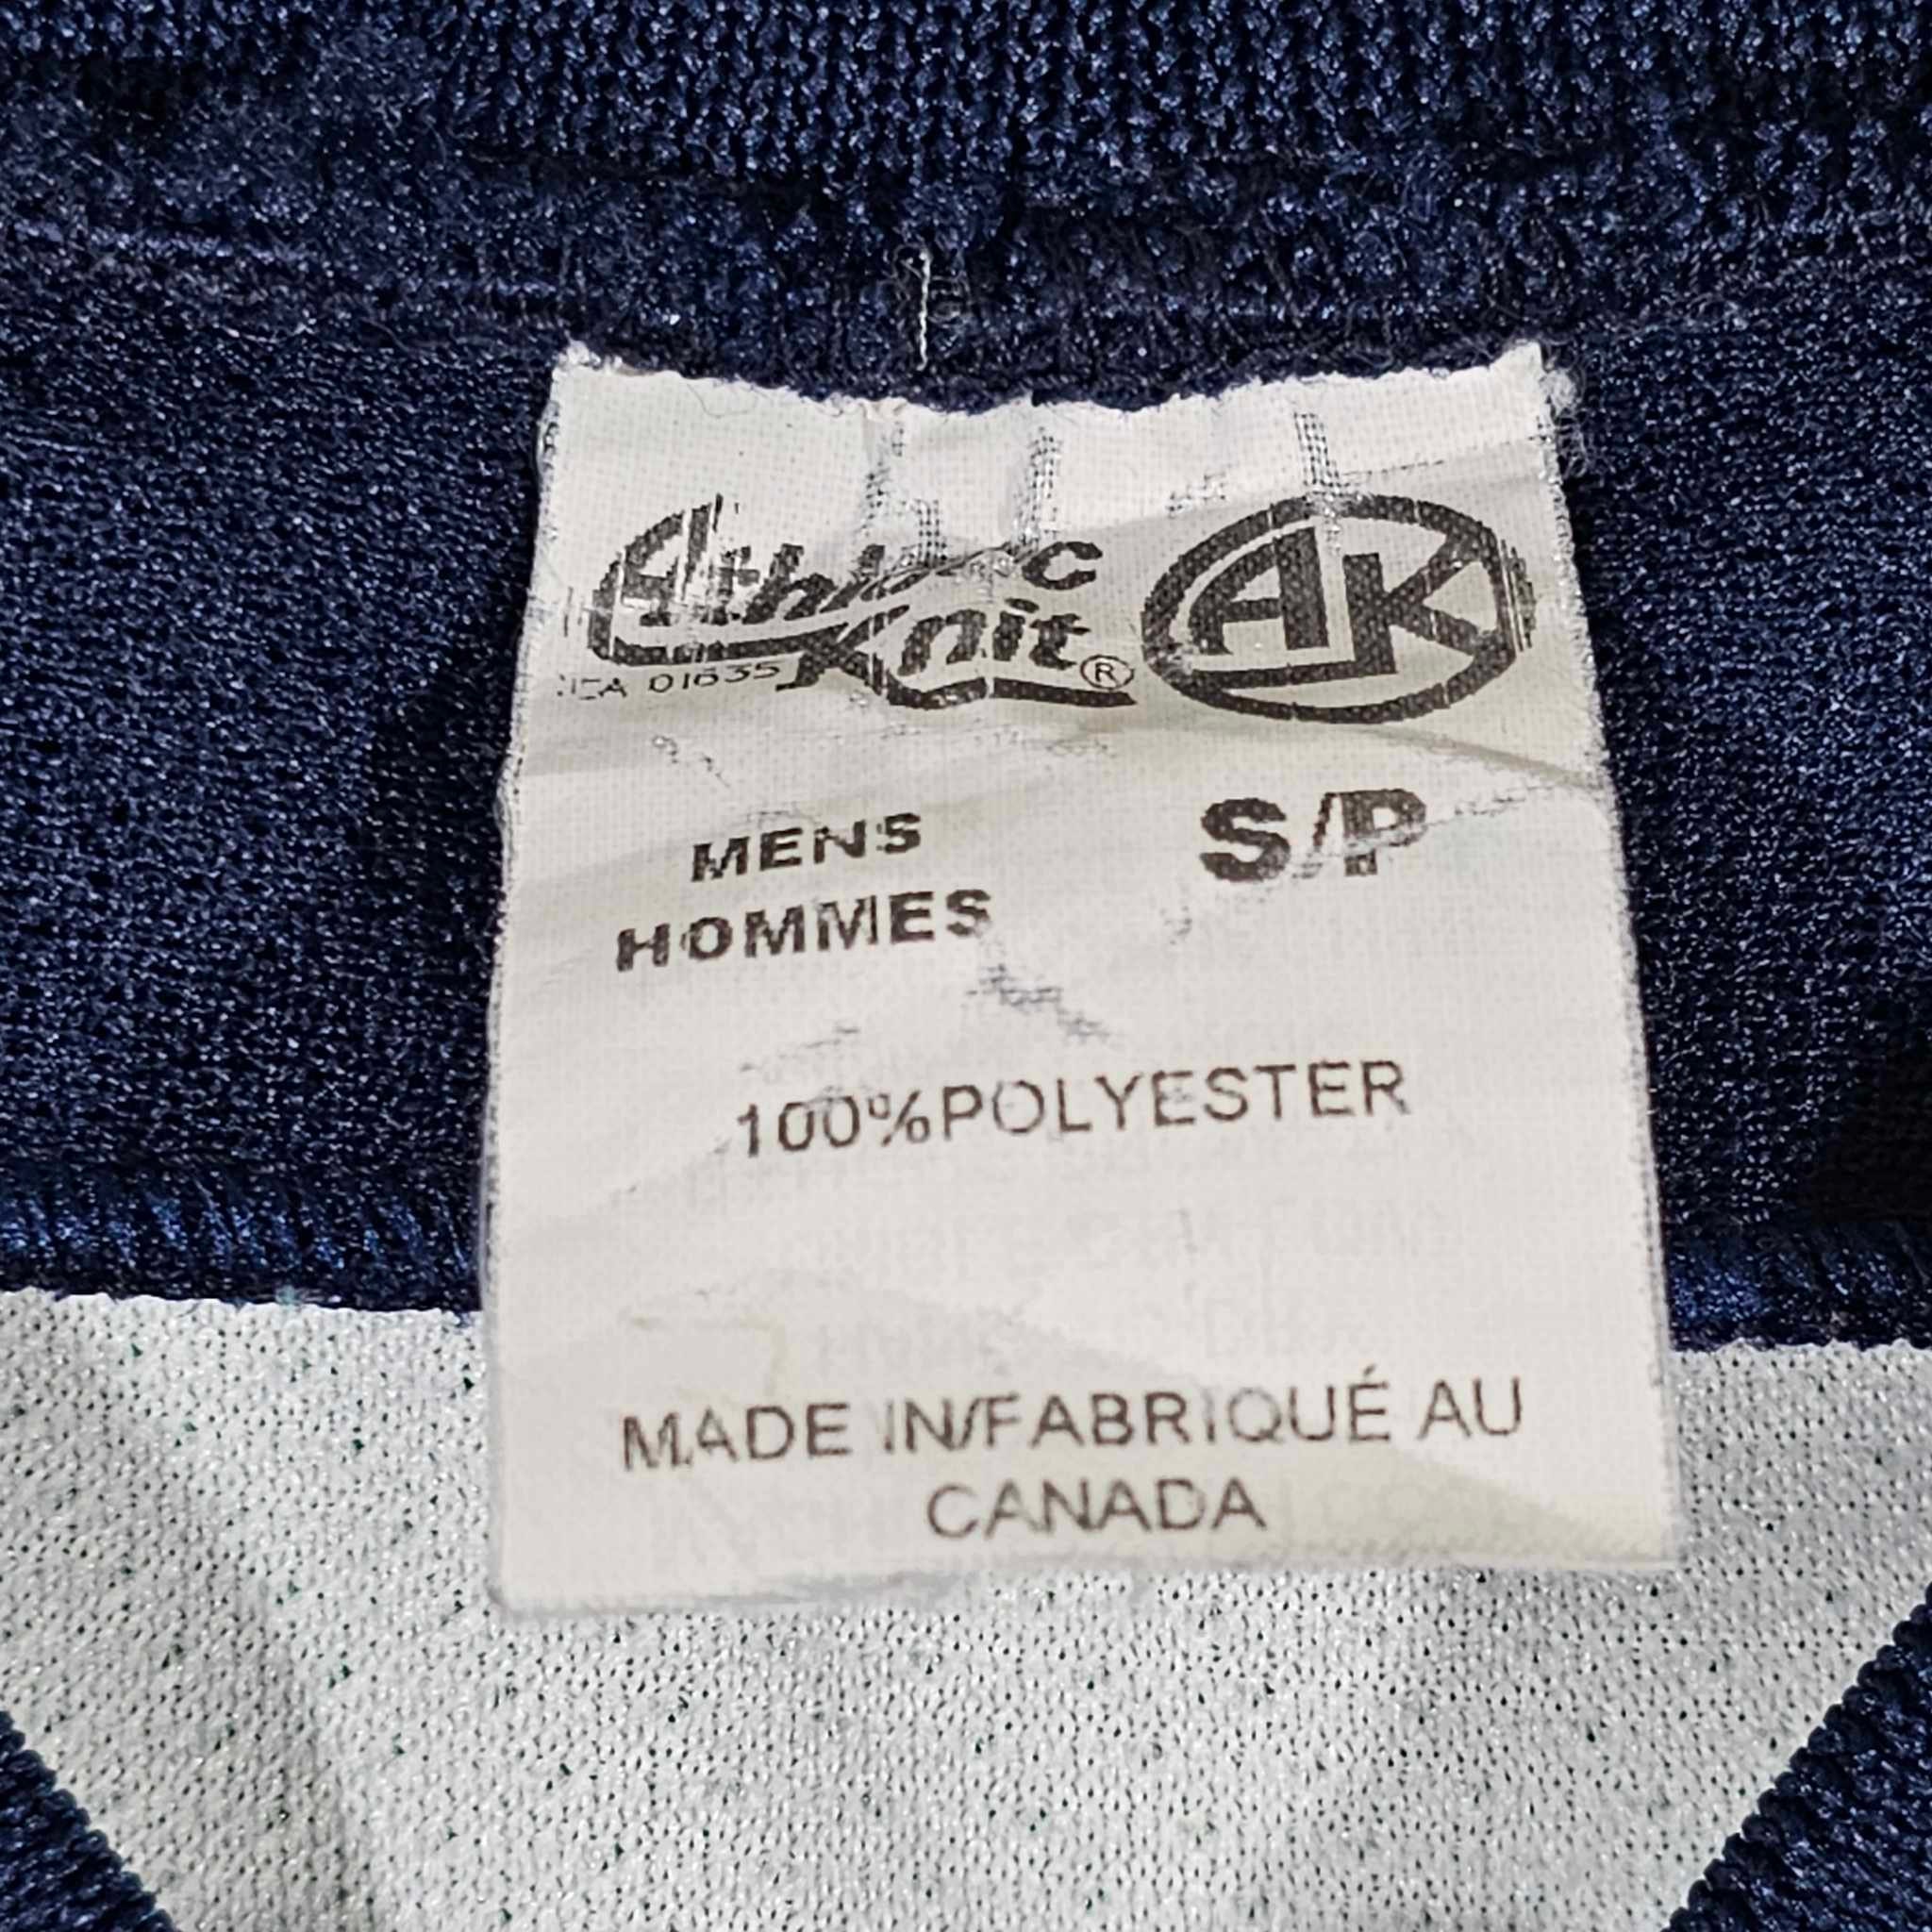 Athletic
Knit®
AK
CA 01635
MENS
HOMMES
S/P
100%POLYESTER
MADE IN/FABRIQUÉ AU
CANADA